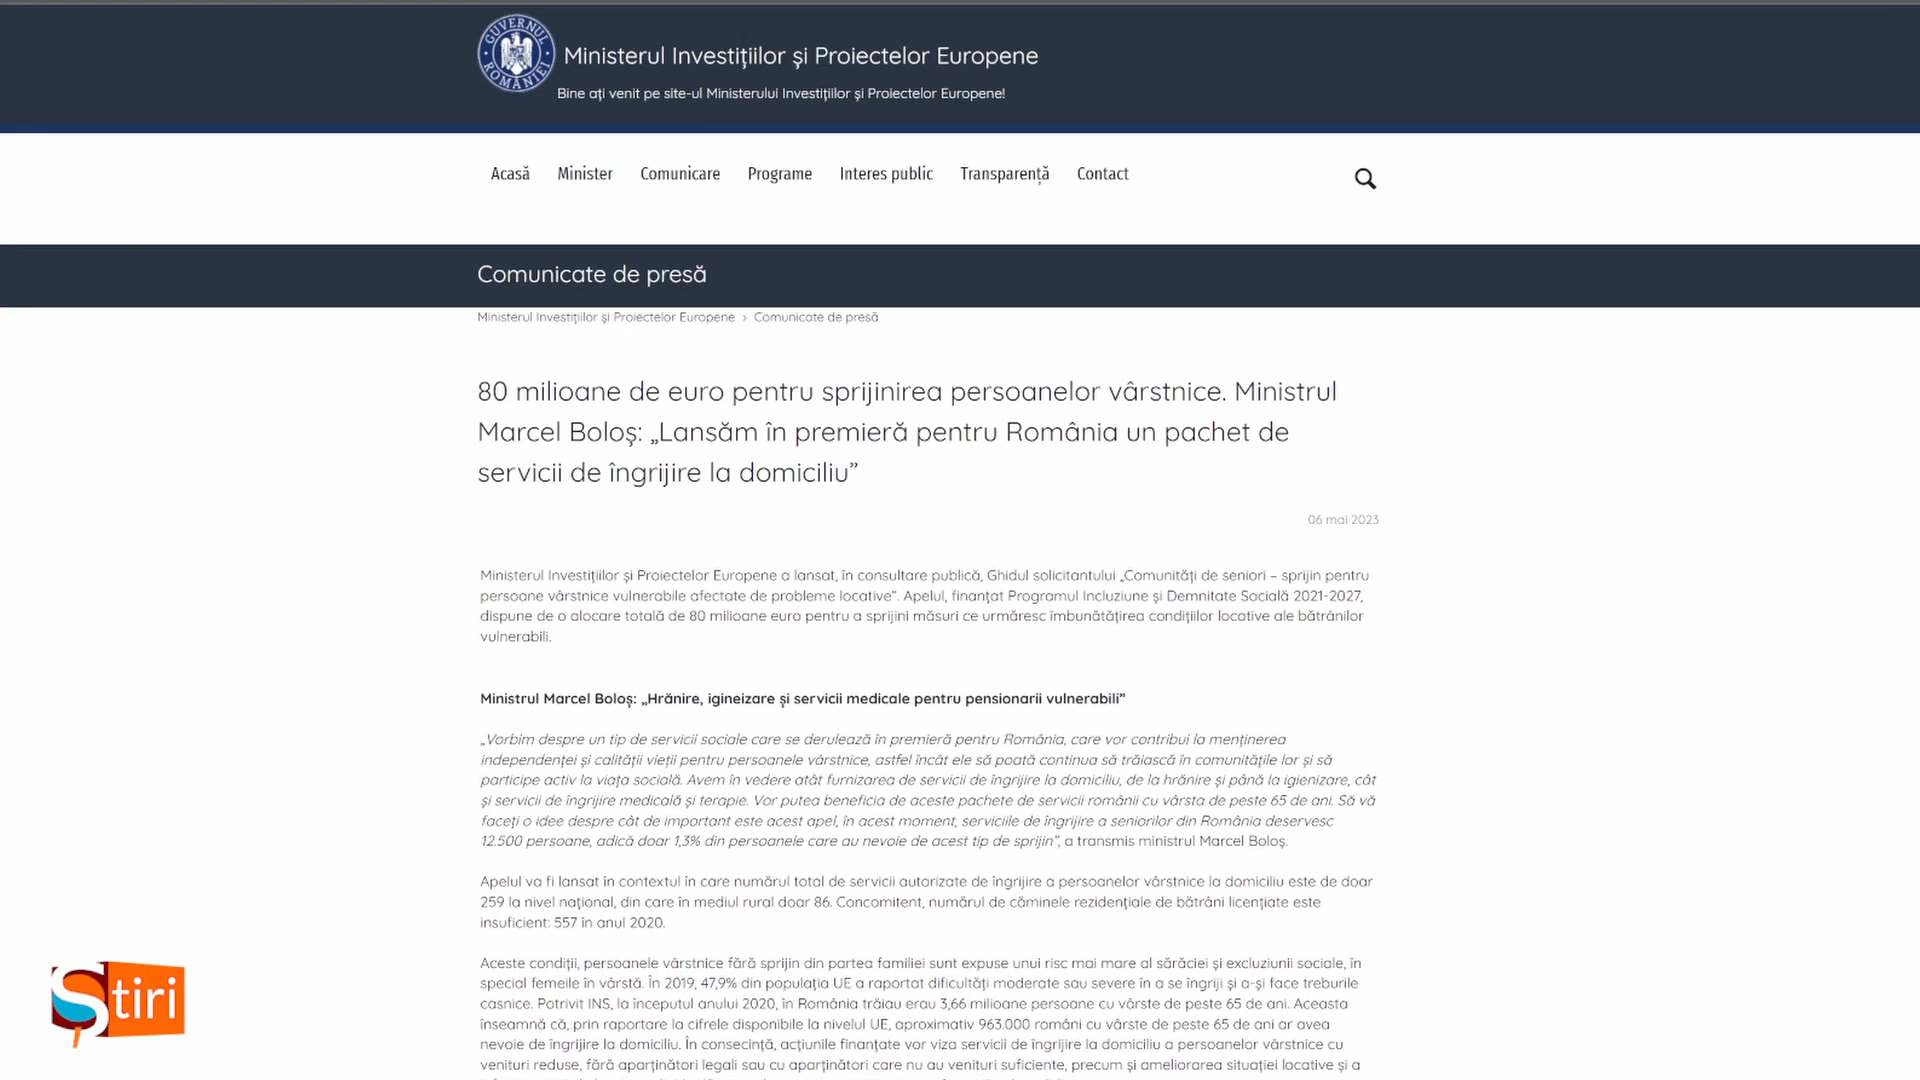 GUVERNUL ROMÂNIEI
Ministerul Investițiilor și Proiectelor Europene
Bine ați venit pe site-ul Ministerului Investițiilor și Proiectelor Europene!
Acasă Minister Comunicare Programe Interes public Transparență Contact
Comunicate de presă
Ministerul Investițiilor și Proiectelor Europene › Comunicate de presă
80 milioane de euro pentru sprijinirea persoanelor vârstnice. Ministrul
Marcel Boloș: „Lansăm în premieră pentru România un pachet de
servicii de îngrijire la domiciliu”
06 mai 2023
Ministerul Investițiilor și Proiectelor Europene a lansat, în consultare publică, Ghidul solicitantului „Comunități de seniori – sprijin pentru
persoane vârstnice vulnerabile afectate de probleme locative”. Apelul, finanțat Programul Incluziune și Demnitate Socială 2021-2027,
dispune de o alocare totală de 80 milioane euro pentru a sprijini măsuri ce urmăresc îmbunătățirea condițiilor locative ale bătrânilor
vulnerabili.
Ministrul Marcel Boloș: „Hrănire, igineizare și servicii medicale pentru pensionarii vulnerabili”
„Vorbim despre un tip de servicii sociale care se derulează în premieră pentru România, care vor contribui la menținerea
independenței și calității vieții pentru persoanele vârstnice, astfel încât ele să poată continua să trăiască în comunitățile lor și să
participe activ la viața socială. Avem în vedere atât furnizarea de servicii de îngrijire la domiciliu, de la hrănire și până la igienizare, cât
și servicii de îngrijire medicală și terapie. Vor putea beneficia de aceste pachete de servicii românii cu vârsta de peste 65 de ani. Să vă
faceți o idee despre cât de important este acest apel, în acest moment, serviciile de îngrijire a seniorilor din România deservesc
12.500 persoane, adică doar 1,3% din persoanele care au nevoie de acest tip de sprijin”, a transmis ministrul Marcel Boloș.
Apelul va fi lansat în contextul în care numărul total de servicii autorizate de îngrijire a persoanelor vârstnice la domiciliu este de doar
259 la nivel național, din care în mediul rural doar 86. Concomitent, numărul de căminele rezidențiale de bătrâni licențiate este
insuficient: 557 în anul 2020.
Aceste condiții, persoanele vârstnice fără sprijin din partea familiei sunt expuse unui risc mai mare al sărăciei și excluziunii sociale, în
special femeile în vârstă. În 2019, 47,9% din populația UE a raportat dificultăți moderate sau severe în a se îngriji și a-și face treburile
casnice. Potrivit INS, la începutul anului 2020, în România trăiau erau 3,66 milioane persoane cu vârste de peste 65 de ani. Aceasta
înseamnă că, prin raportare la cifrele disponibile la nivelul UE, aproximativ 963.000 români cu vârste de peste 65 de ani ar avea
nevoie de îngrijire la domiciliu. În consecință, acțiunile finanțate vor viza servicii de îngrijire la domiciliu a persoanelor vârstnice cu
venituri reduse, fără aparținători legali sau cu aparținători care nu au venituri suficiente, precum și ameliorarea situației locative și a
Știri